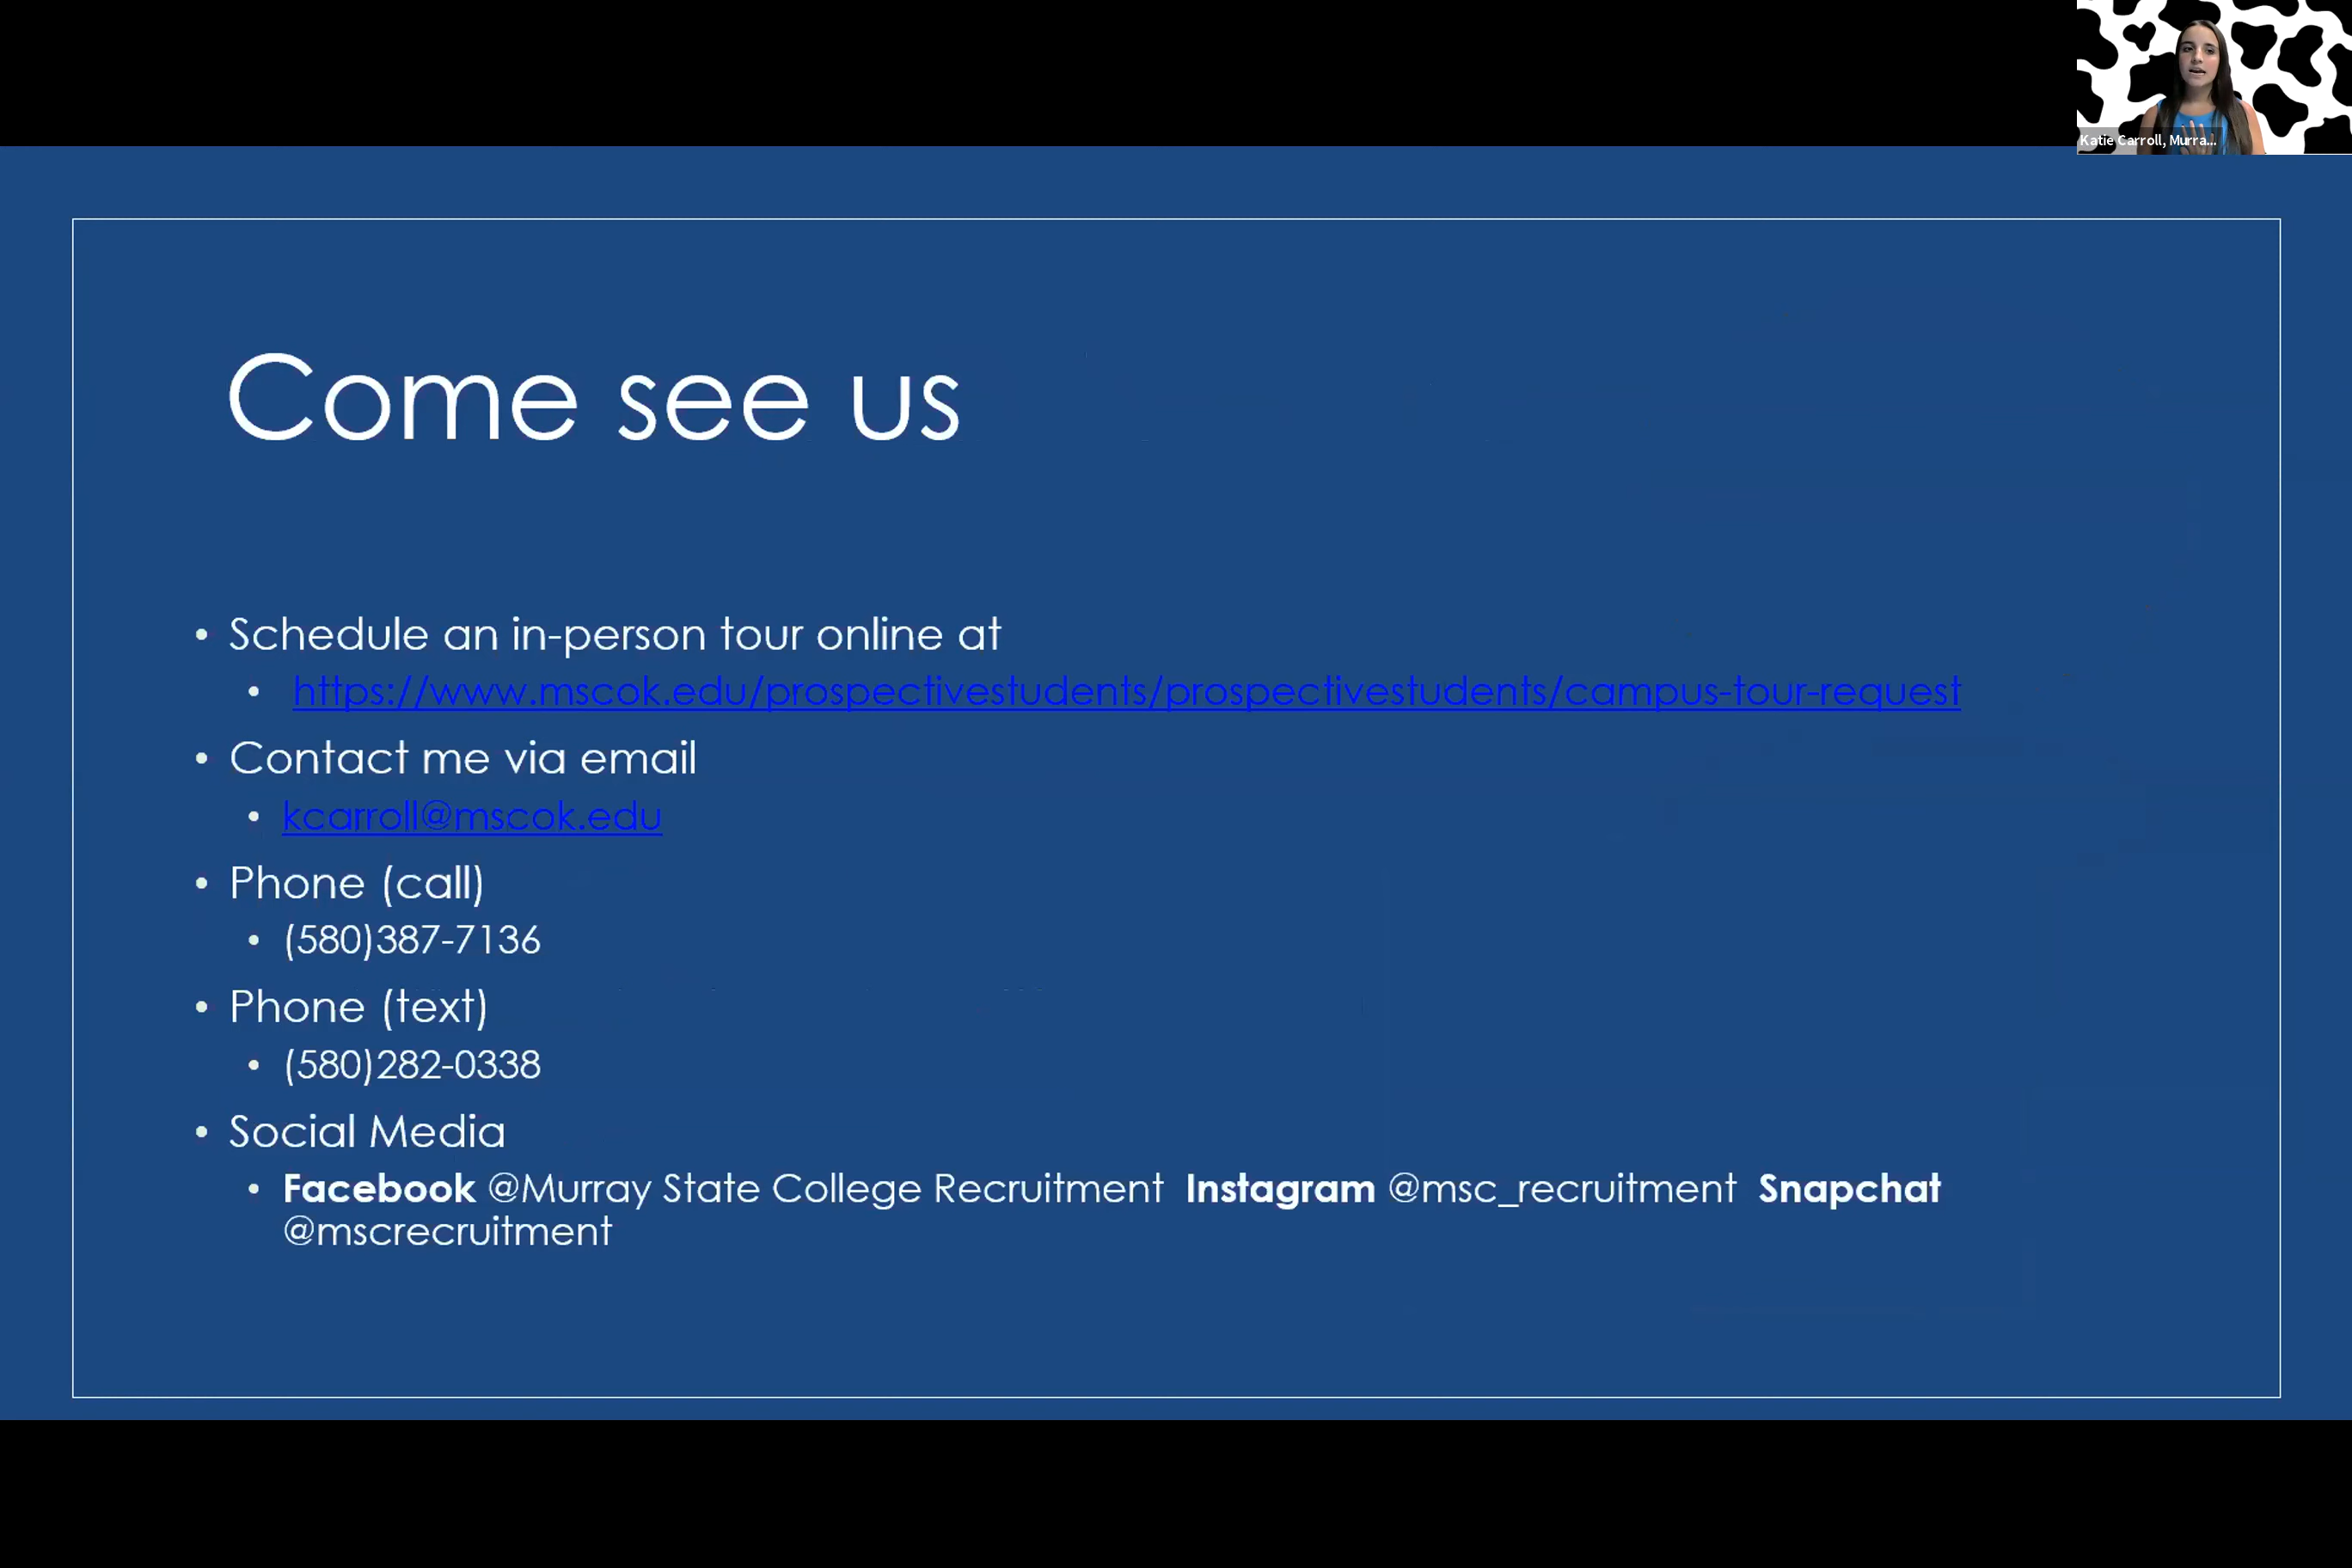 Katie Carroll, Murra...
Come see us
• Schedule an in-person tour online at
• https://www.mscok.edu/prospectivestudents/prospectivestudents/campus-tour-request
• Contact me via email
• kcarroll@mscok.edu
• Phone (call)
• (580)387-7136
• Phone (text)
• (580)282-0338
• Social Media
• Facebook @Murray State College Recruitment Instagram @msc_recruitment Snapchat
@mscrecruitment